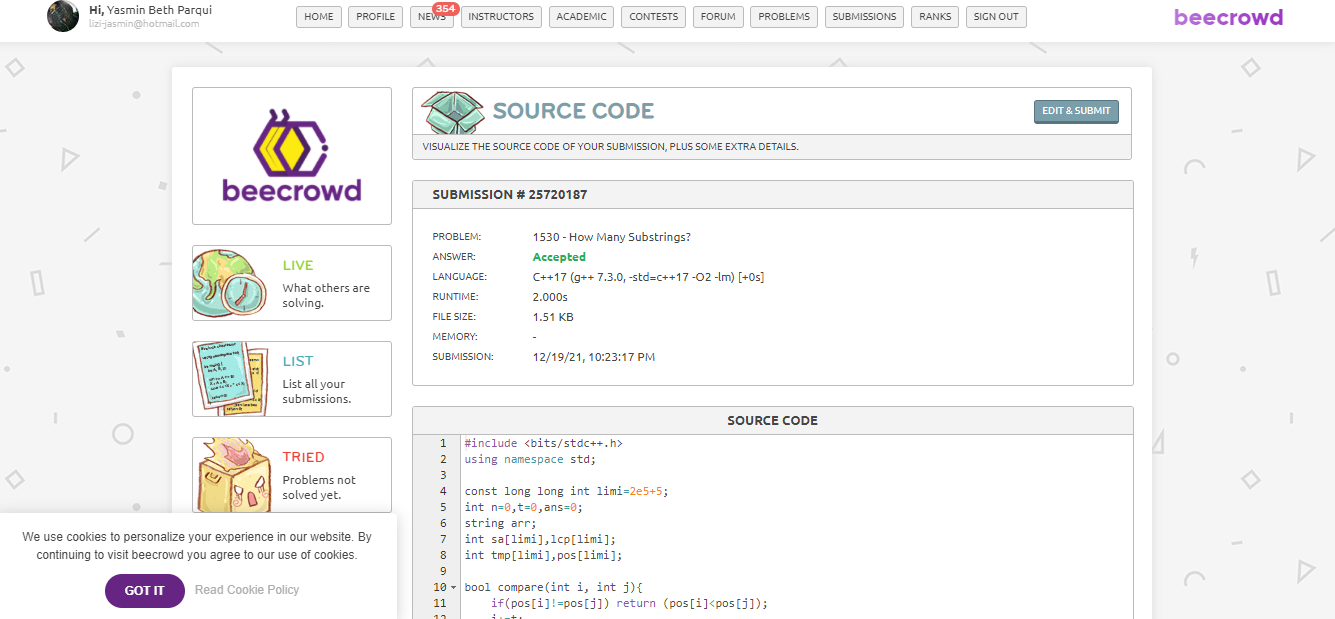 Hi, Yasmin Beth Parqui
lizi-jasmin@hotmail.com
HOME
PROFILE
NEWS
354
INSTRUCTORS
ACADEMIC
CONTESTS
FORUM
PROBLEMS
SUBMISSIONS
RANKS
SIGN OUT
beecrowd
beecrowd
LIVE
What others are
solving.
LIST
List all your
submissions.
TRIED
Problems not
solved yet.
SOURCE CODE
EDIT & SUBMIT
VISUALIZE THE SOURCE CODE OF YOUR SUBMISSION, PLUS SOME EXTRA DETAILS.
SUBMISSION # 25720187
PROBLEM: 1530 - How Many Substrings?
ANSWER: Accepted
LANGUAGE: C++17 (g++ 7.3.0, -std=c++17 -O2 -lm) [+0s]
RUNTIME: 2.000s
FILE SIZE: 1.51 KB
MEMORY: -
SUBMISSION: 12/19/21, 10:23:17 PM
SOURCE CODE
1 #include <bits/stdc++.h>
2 using namespace std;
3
4 const long long int limi=2e5+5;
5 int n=0,t=0,ans=0;
6 string arr;
7 int sa[limi],lcp[limi];
8 int tmp[limi],pos[limi];
9
10 bool compare(int i, int j){
11 if(pos[i]!=pos[j]) return (pos[i]<pos[j]);
12 i+=t;
We use cookies to personalize your experience in our website. By
continuing to visit beecrowd you agree to our use of cookies.
GOT IT
Read Cookie Policy